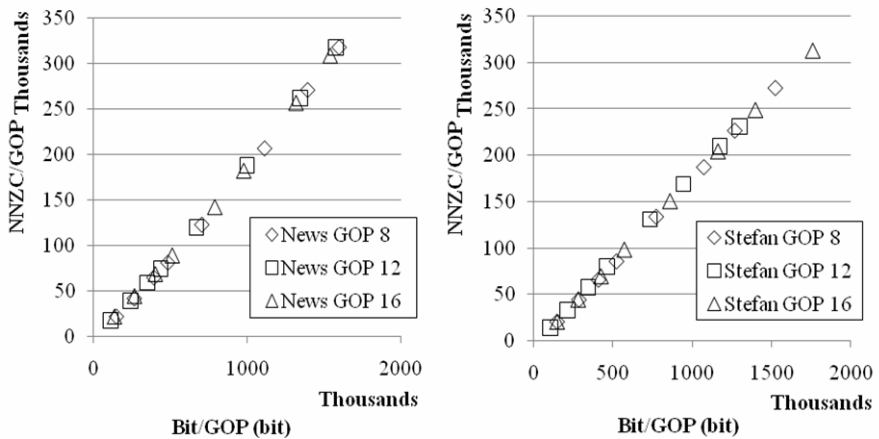 NNZC/GOP Thousands
350
300
250
200
150
100
50
0
News GOP 8
News GOP 12
News GOP 16
0 1000 2000
Thousands
Bit/GOP (bit)
NNZC/GOP Thousands
350
300
250
200
150
100
50
0
Stefan GOP 8
Stefan GOP 12
Stefan GOP 16
0 500 1000 1500 2000
Thousands
Bit/GOP (bit)